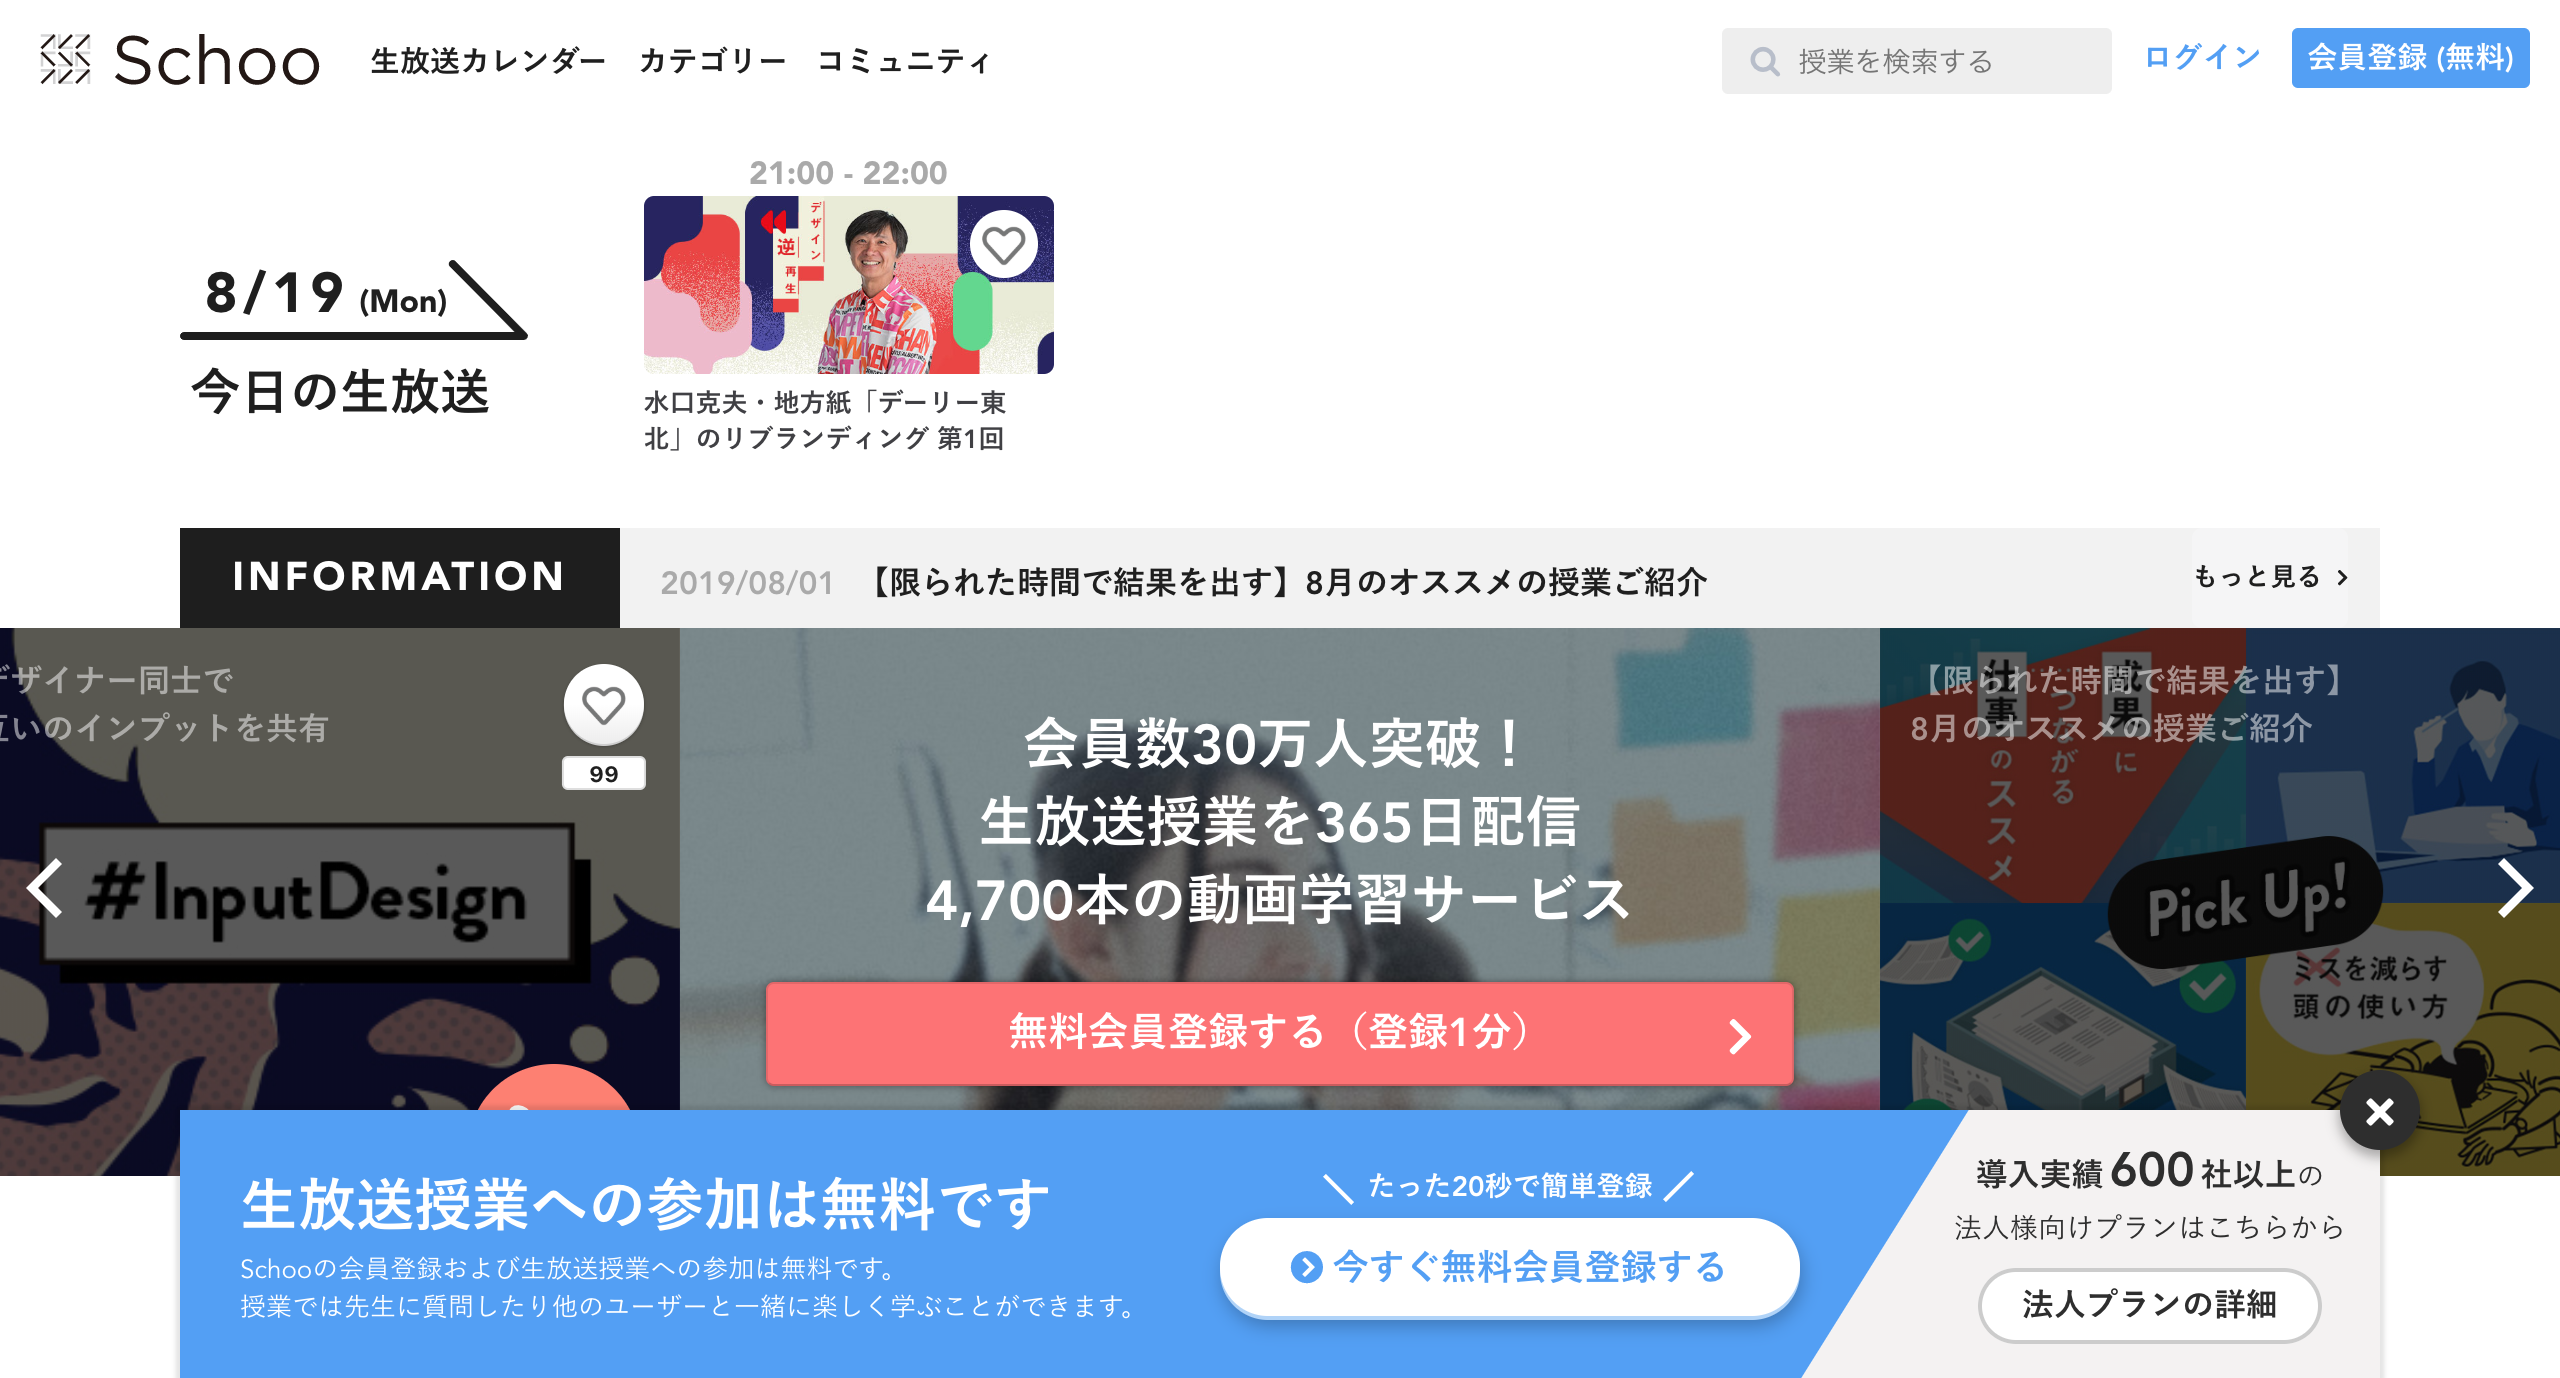 Schoo
生放送カレンダー
カテゴリー
コミュニティ
授業を検索する
ログイン
会員登録 (無料)
8/19 (Mon)
今日の生放送
21:00 - 22:00
デザイン
逆再生
水口克夫・地方紙「デーリー東
北」のリブランディング 第1回
INFORMATION
2019/08/01 【限られた時間で結果を出す】8月のオススメの授業ご紹介
もっと見る
デザイナー同士で
互いのインプットを共有
99
#InputDesign
会員数30万人突破！
生放送授業を365日配信
4,700本の動画学習サービス
無料会員登録する（登録1分）
【限られた時間で結果を出す】
8月のオススメの授業ご紹介
成果に
つながる
仕事のススメ
Pick Up!
ミスを減らす
頭の使い方
生放送授業への参加は無料です
Schooの会員登録および生放送授業への参加は無料です。
授業では先生に質問したり他のユーザーと一緒に楽しく学ぶことができます。
たった20秒で簡単登録
今すぐ無料会員登録する
導入実績600社以上の
法人様向けプランはこちらから
法人プランの詳細